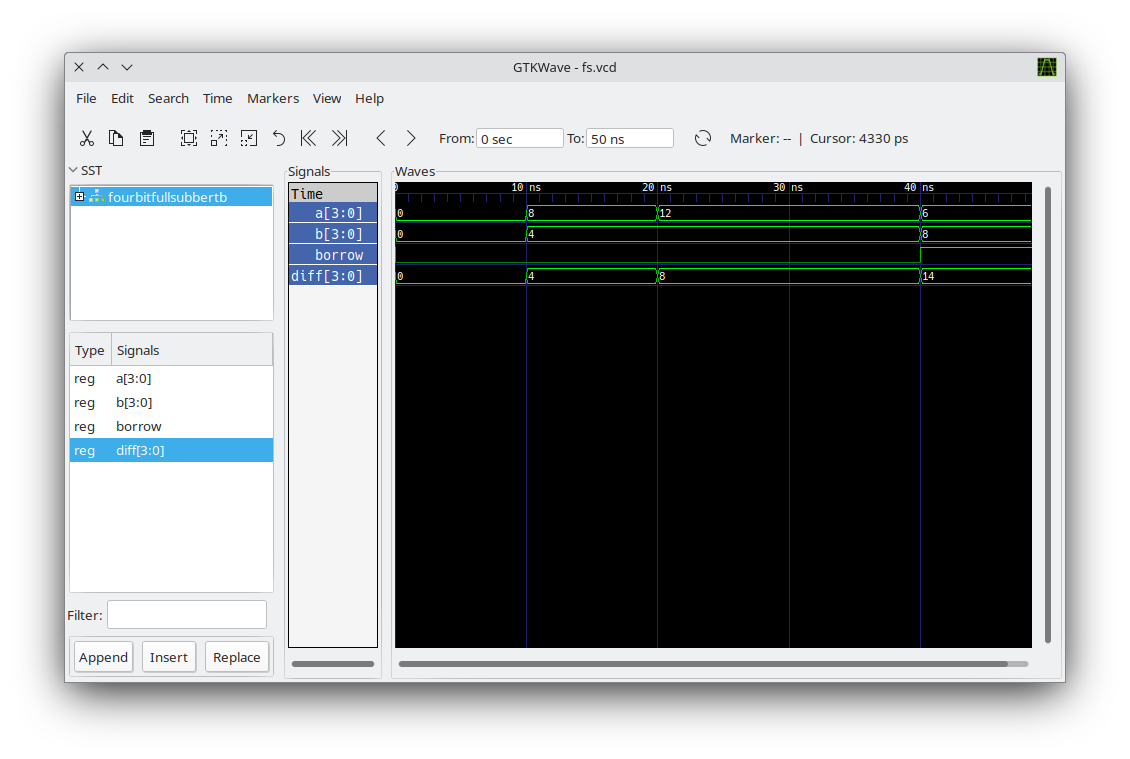 GTKWave - fs.vcd
File Edit Search Time Markers View Help
From: 0 sec To: 50 ns Marker: -- | Cursor: 4330 ps
SST
fourbitfullsubbertb
Type Signals
reg a[3:0]
reg b[3:0]
reg borrow
reg diff[3:0]
Filter:
Append Insert Replace
Signals
Time
a[3:0]
b[3:0]
borrow
diff[3:0]
Waves
0 10 ns 20 ns 30 ns 40 ns
0 8 12 6
0 4 8
0 4 8 14